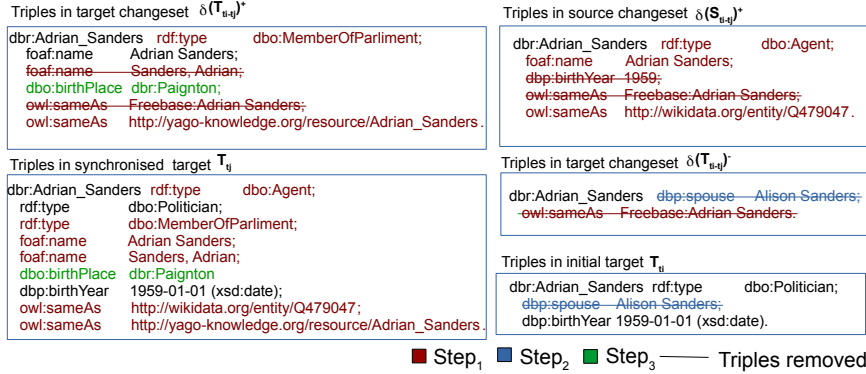 Triples in target changeset δ(Tti-tj)+
dbr:Adrian_Sanders rdf:type dbo:MemberOfParliment;
foaf:name Adrian Sanders;
foaf:name Sanders, Adrian;
dbo:birthPlace dbr:Paignton;
owl:sameAs Freebase:Adrian Sanders;
owl:sameAs http://yago-knowledge.org/resource/Adrian_Sanders.
Triples in synchronised target Ttj
dbr:Adrian_Sanders rdf:type dbo:Agent;
rdf:type dbo:Politician;
rdf:type dbo:MemberOfParliment;
foaf:name Adrian Sanders;
foaf:name Sanders, Adrian;
dbo:birthPlace dbr:Paignton
dbp:birthYear 1959-01-01 (xsd:date);
owl:sameAs http://wikidata.org/entity/Q479047;
owl:sameAs http://yago-knowledge.org/resource/Adrian_Sanders.
Triples in source changeset δ(Sti-tj)+
dbr:Adrian_Sanders rdf:type dbo:Agent;
foaf:name Adrian Sanders;
dbp:birthYear 1959;
owl:sameAs Freebase:Adrian Sanders;
owl:sameAs http://wikidata.org/entity/Q479047.
Triples in target changeset δ(Tti-tj)-
dbr:Adrian_Sanders dbp:spouse Alison Sanders;
owl:sameAs Freebase:Adrian Sanders.
Triples in initial target Tti
dbr:Adrian_Sanders rdf:type dbo:Politician;
dbp:spouse Alison Sanders;
dbp:birthYear 1959-01-01 (xsd:date).
Step1 Step2 Step3 Triples removed